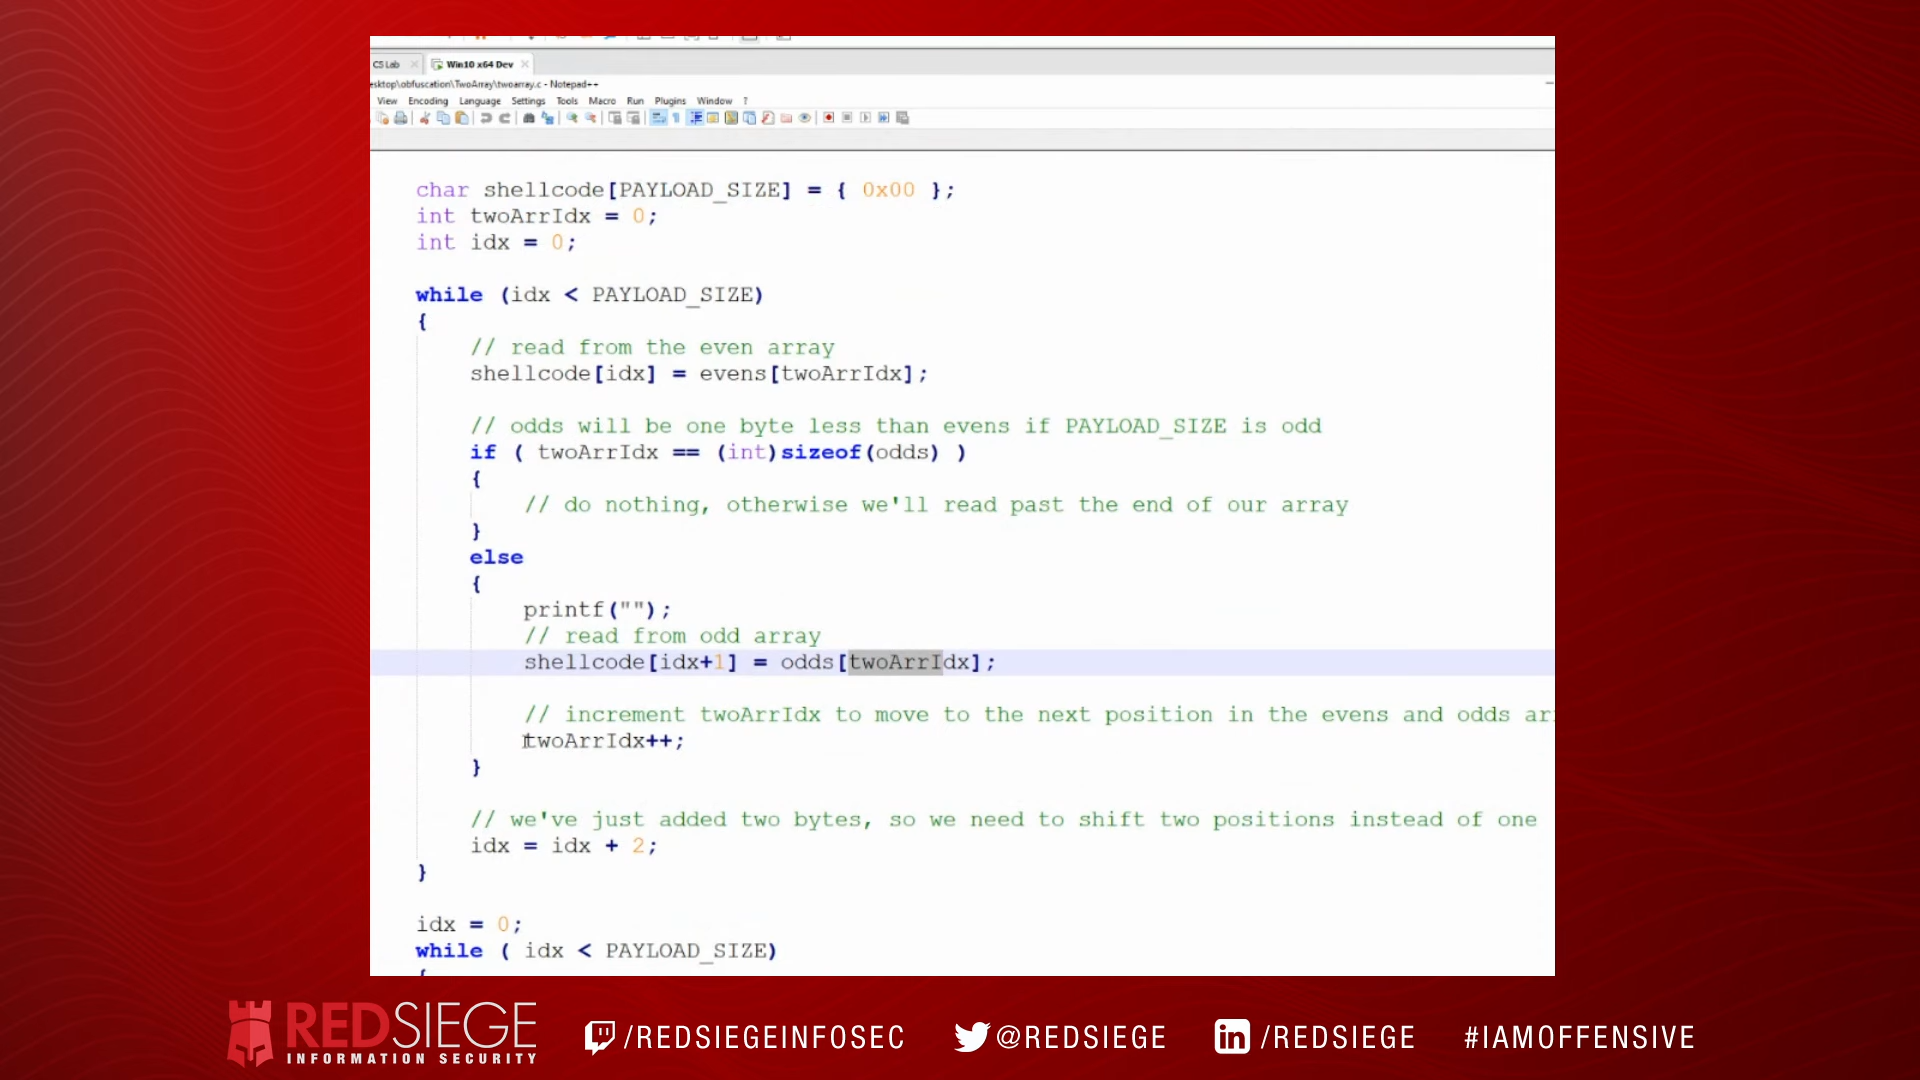 CS Lab
Win10 x64 Dev
esktop\obfuscation\TwoArray\twoarray.c - Notepad++
View Encoding Language Settings Tools Macro Run Plugins Window ?
char shellcode[PAYLOAD_SIZE] = { 0x00 };
int twoArrIdx = 0;
int idx = 0;
while (idx < PAYLOAD_SIZE)
{
// read from the even array
shellcode[idx] = evens[twoArrIdx];
// odds will be one byte less than evens if PAYLOAD_SIZE is odd
if ( twoArrIdx == (int)sizeof(odds) )
{
// do nothing, otherwise we'll read past the end of our array
}
else
{
printf("");
// read from odd array
shellcode[idx+1] = odds[twoArrIdx];
// increment twoArrIdx to move to the next position in the evens and odds ar
twoArrIdx++;
}
// we've just added two bytes, so we need to shift two positions instead of one
idx = idx + 2;
}
idx = 0;
while ( idx < PAYLOAD_SIZE)
{
REDSIEGE
INFORMATION SECURITY
/REDSIEGEINFOSEC
@REDSIEGE
in /REDSIEGE
#IAMOFFENSIVE